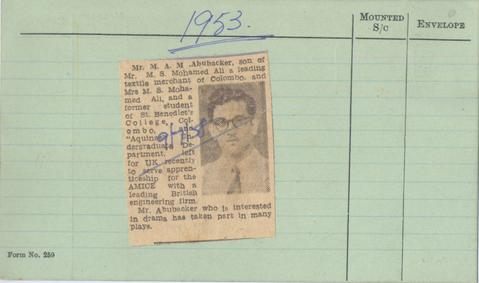 1953.
MOUNTED
S/C
ENVELOPE
Mr. M. A. M. Abubacker, son of
Mr. M. S. Mohamed Ali a leading
textile merchant of Colombo, and
Mrs M. S. Moha-
med Ali, and a
former student
of St. Benedict's
College, Col-
ombo,
"Aquinas
dergraduate De-
partment, left
for UK recently
to serve appren-
ticeship for the
AMICE with a
leading British
engineering firm.
Mr. Abubacker who is interested
in drama has taken part in many
plays.
Form No. 259